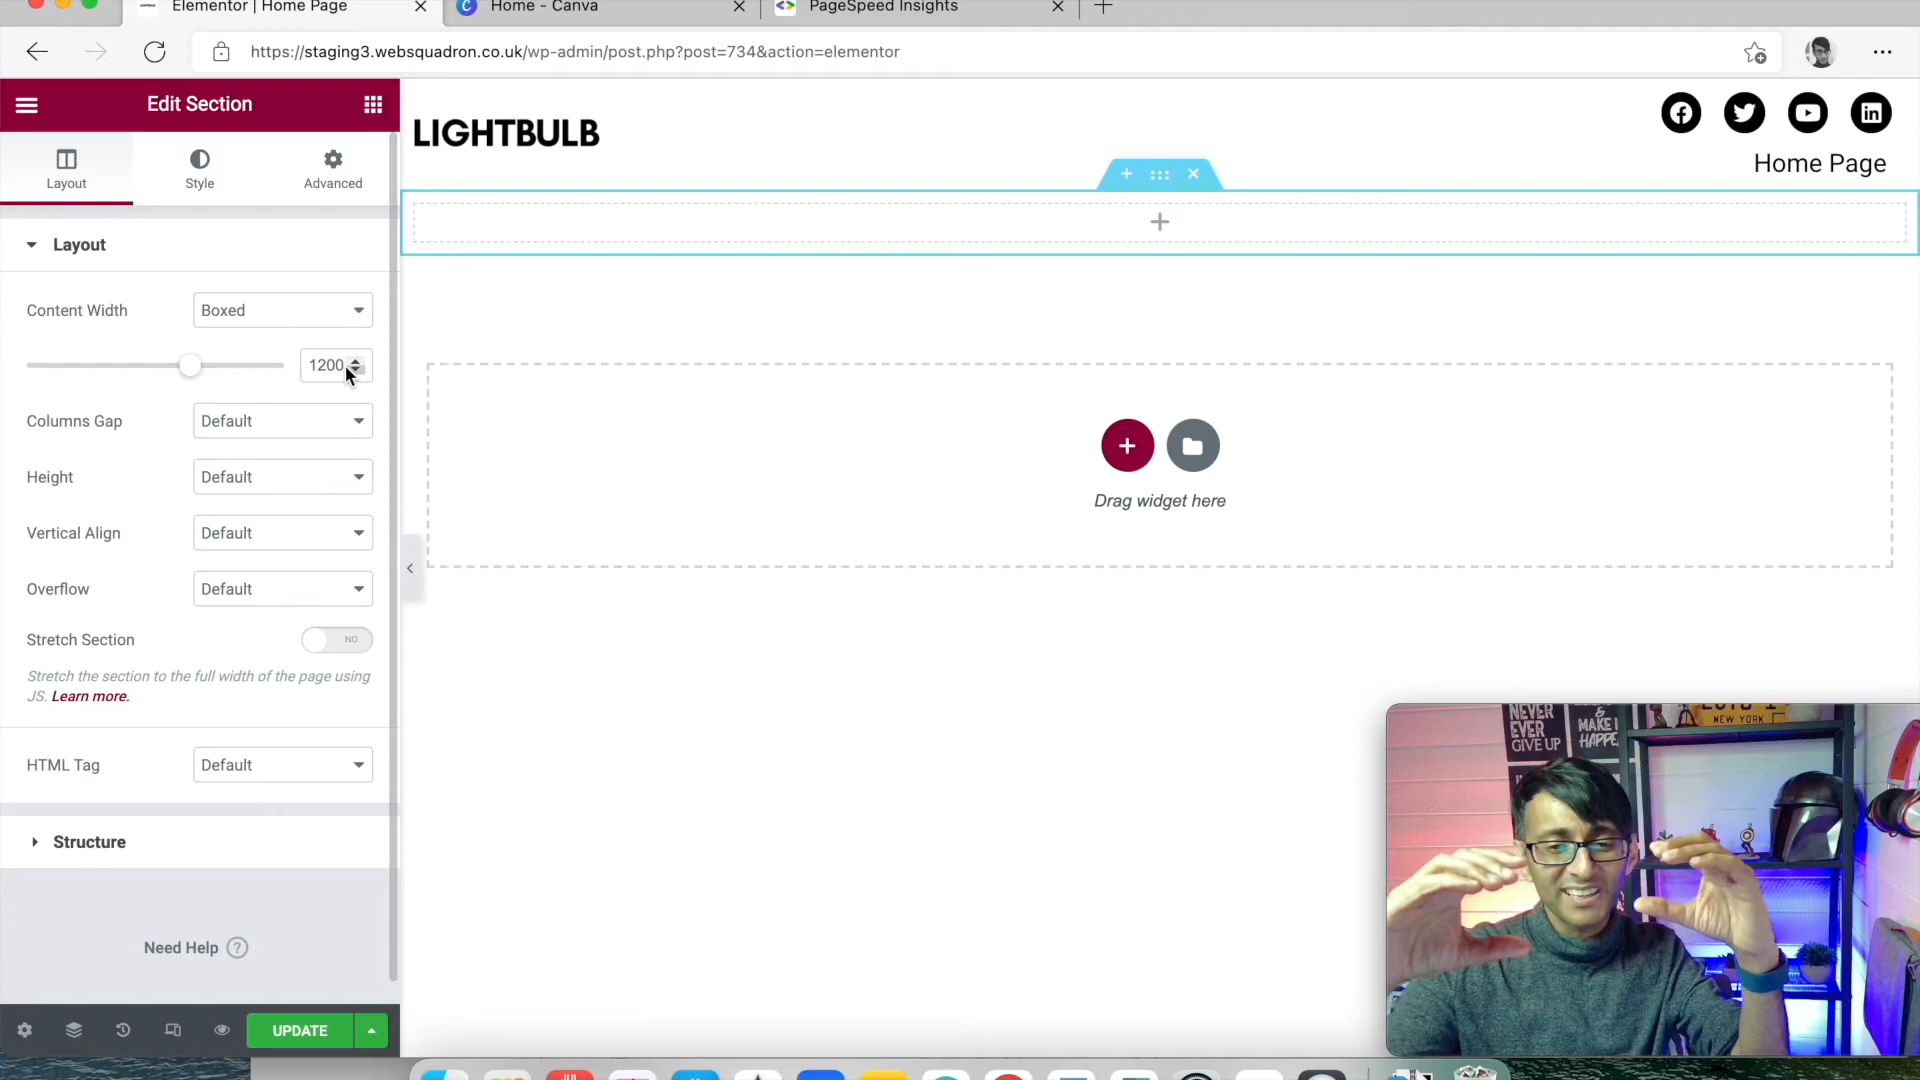 Elementor | Home Page
Home - Canva
PageSpeed Insights
https://staging3.websquadron.co.uk/wp-admin/post.php?post=734&action=elementor
Edit Section
Layout
Style
Advanced
LIGHTBULB
Home Page
Layout
Content Width
Boxed
1200
Columns Gap
Default
Height
Default
Vertical Align
Default
Overflow
Default
Stretch Section
NO
Stretch the section to the full width of the page using
JS. Learn more.
HTML Tag
Default
Structure
Need Help
UPDATE
Drag widget here
NEVER
EVER
GIVE UP
&
MAKE I
HAPPE
NEW YORK